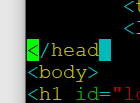 <t
<l
</head
<body>
<h1 id="l